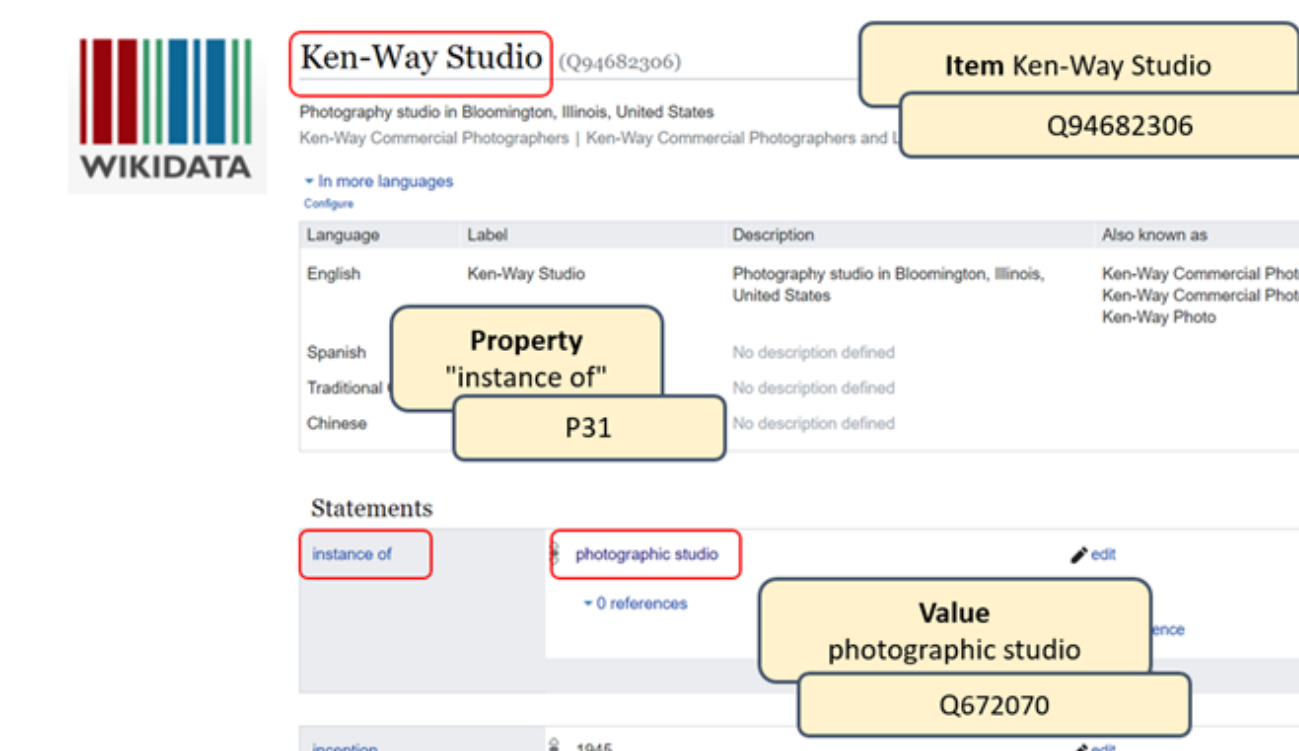 WIKIDATA
Ken-Way Studio (Q94682306)
Item Ken-Way Studio
Q94682306
Photography studio in Bloomington, Illinois, United States
Ken-Way Commercial Photographers | Ken-Way Commercial Photographers and
In more languages
Configure
Language Label Description Also known as
English Ken-Way Studio Photography studio in Bloomington, Illinois, Ken-Way Commercial
United States Ken-Way Commercial
Ken-Way Photo
Property
"instance of"
P31
Spanish No description defined
Traditional No description defined
Chinese No description defined
Statements
instance of photographic studio edit
0 references
Value
photographic studio
Q672070
inception 1945 edit